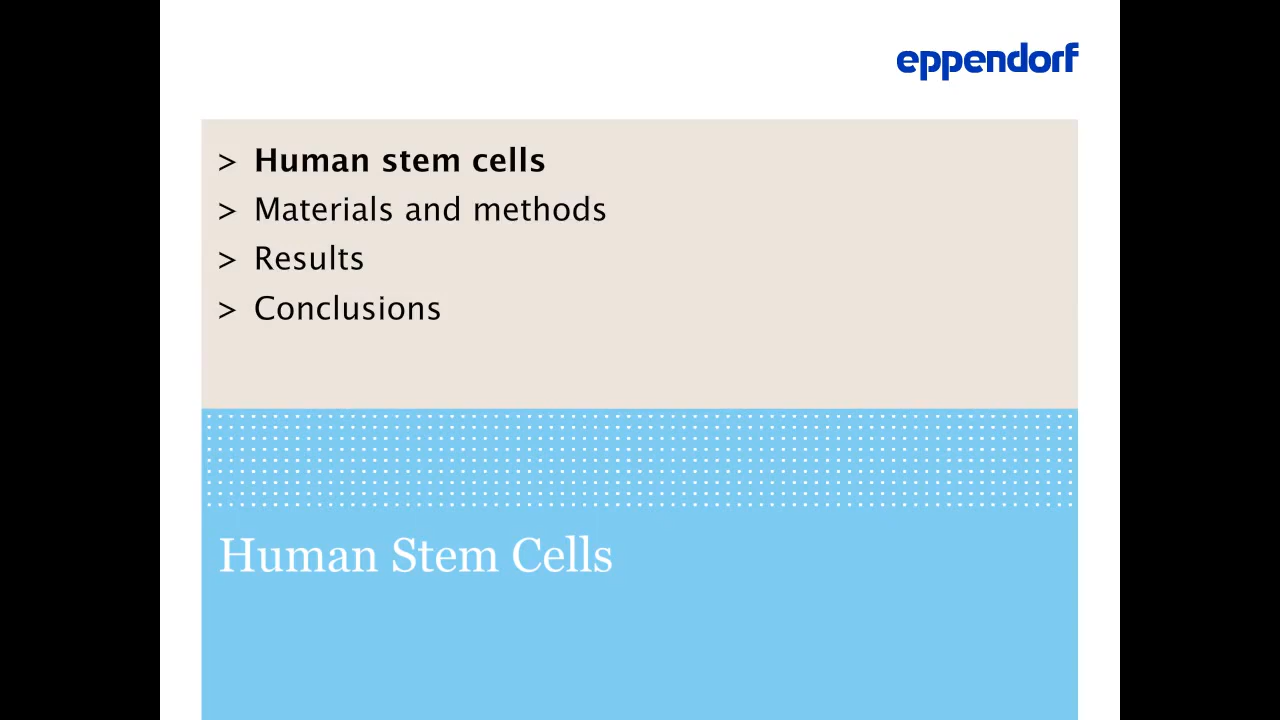 eppendorf
> Human stem cells
> Materials and methods
> Results
> Conclusions
Human Stem Cells